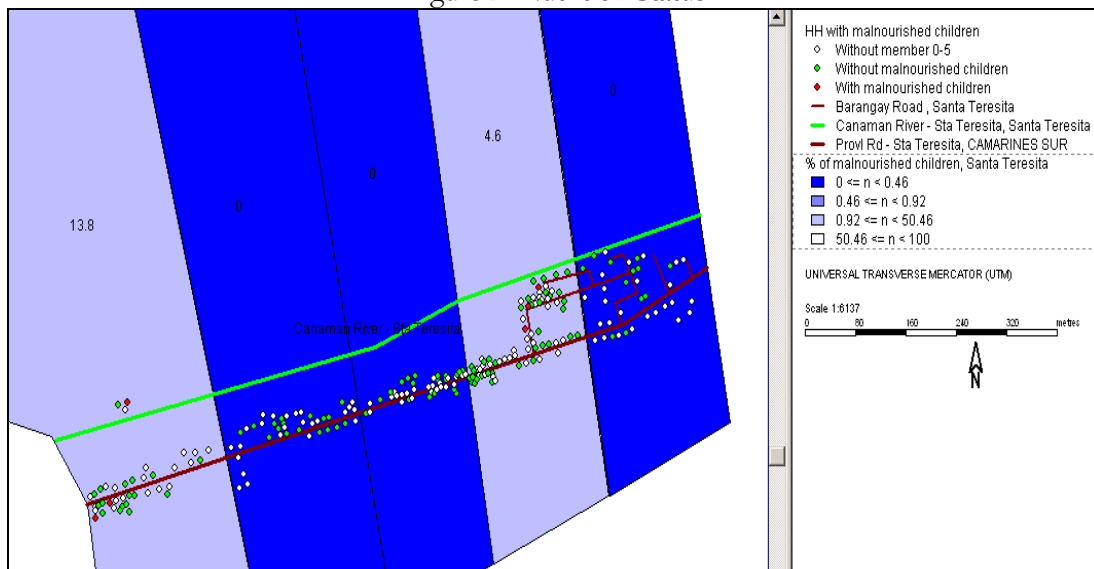 HH with malnourished children
Without member 0-5
Without malnourished children
With malnourished children
Barangay Road , Santa Teresita
Canaman River - Sta Teresita, Santa Teresita
Provl Rd - Sta Teresita, CAMARINES SUR
% of malnourished children, Santa Teresita
0 <= n < 0.46
0.46 <= n < 0.92
0.92 <= n < 50.46
50.46 <= n < 100
UNIVERSAL TRANSVERSE MERCATOR (UTM)
Scale 1:6137
0 80 160 240 320 metres
N
0
4.6
0
0
13.8
Canaman River - Sta Teresita